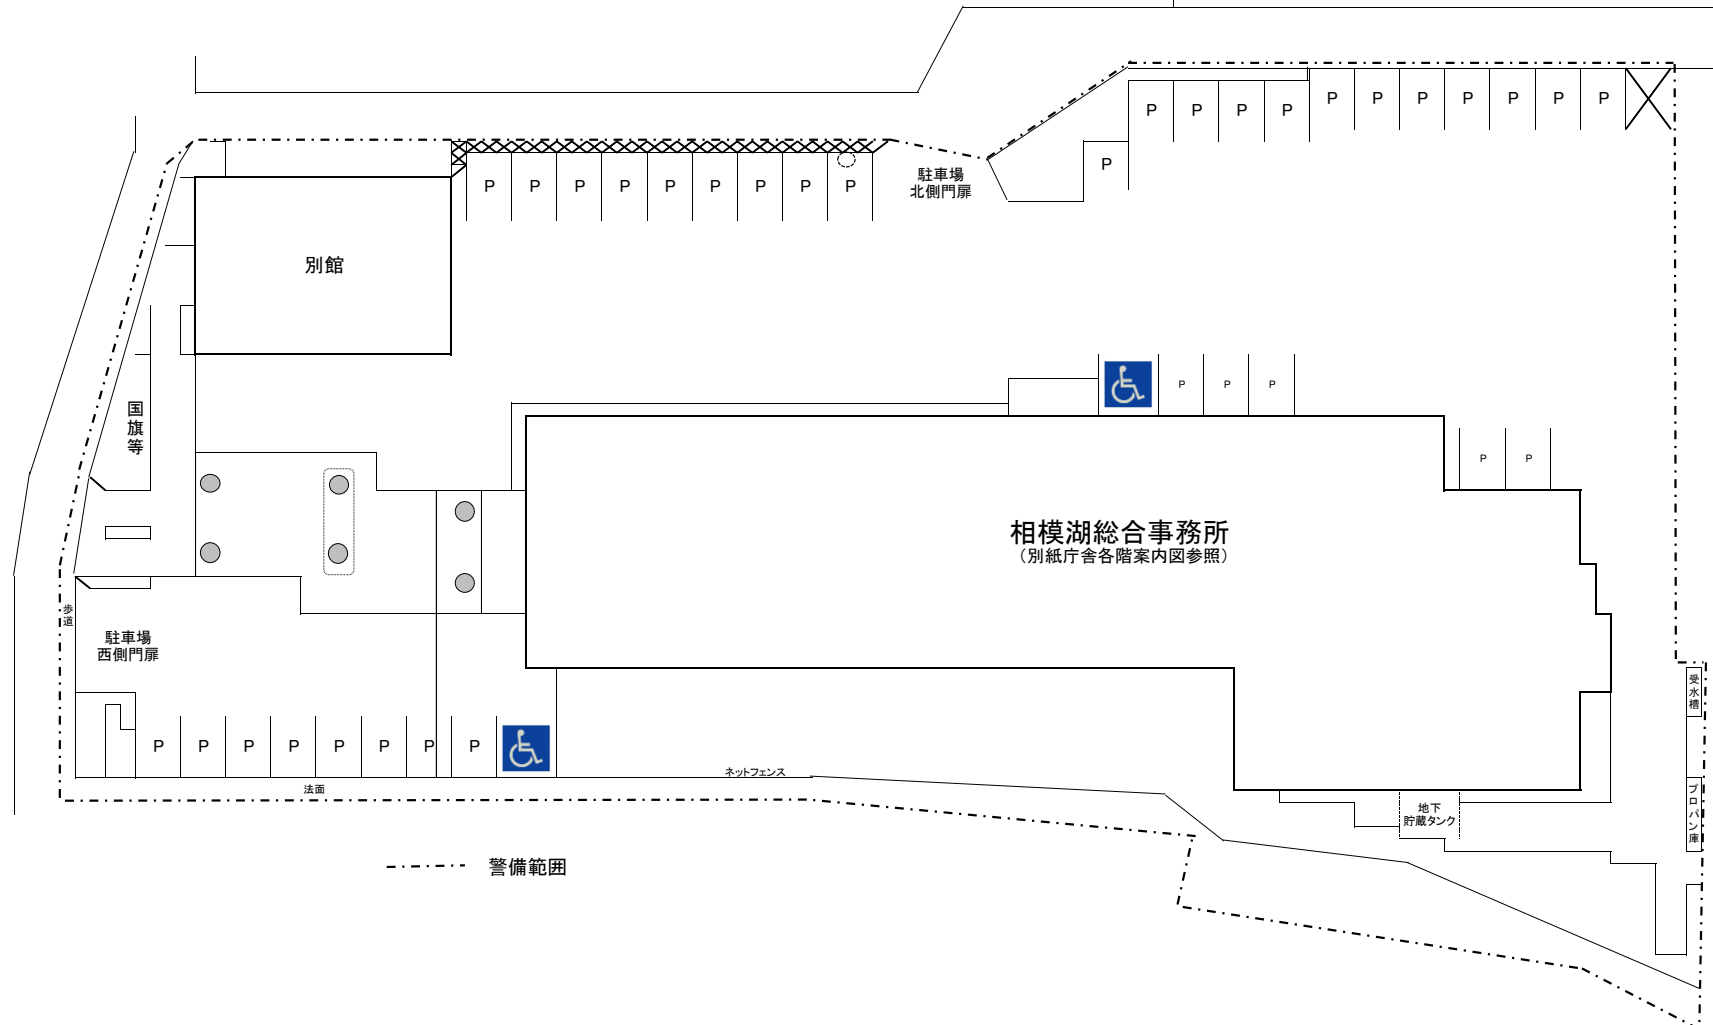 P P P P P P P
P P P P
P
P P P P P P P P P
駐車場
北側門扉
別館
P P P
国旗等
P P
相模湖総合事務所
（別紙庁舎各階案内図参照）
歩道
駐車場
西側門扉
受水槽
P P P P P P P P
ネットフェンス
法面
プロパン庫
地下
貯蔵タンク
警備範囲